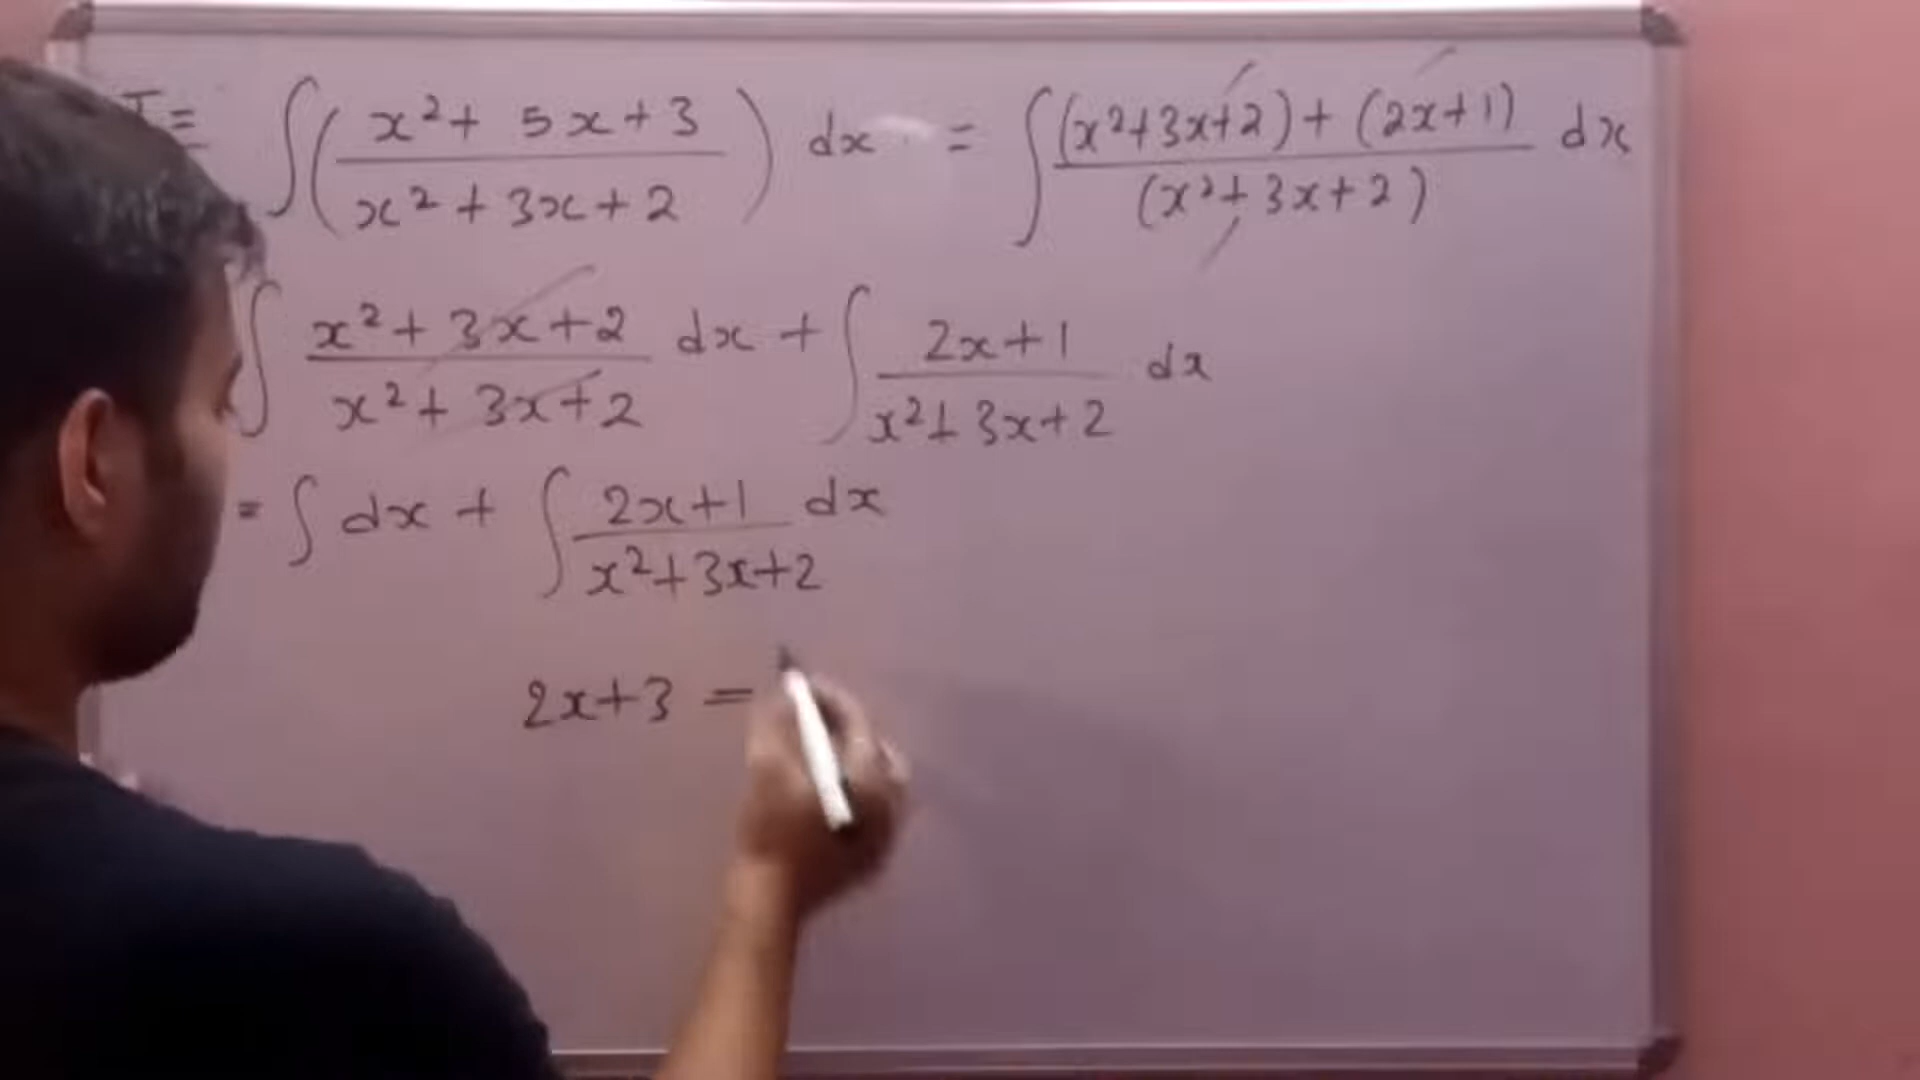 I = ∫ ( x² + 5x + 3 / x² + 3x + 2 ) dx = ∫ (x²+3x+2) + (2x+1) / (x²+3x+2) dx
∫ x² + 3x + 2 / x² + 3x + 2 dx + ∫ 2x+1 / x²+3x+2 dx
= ∫ dx + ∫ 2x+1 / x²+3x+2 dx
2x+3 =